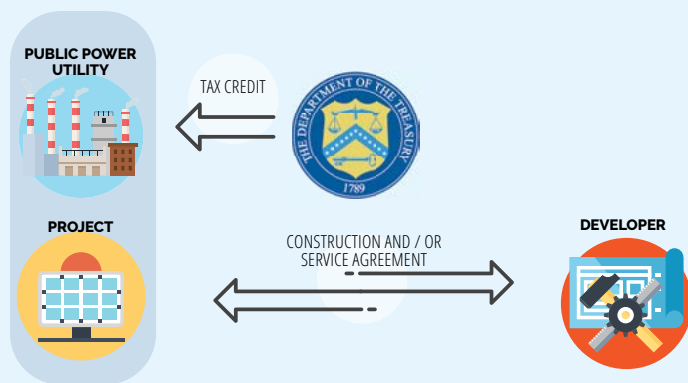 PUBLIC POWER
UTILITY
TAX CREDIT
THE DEPARTMENT OF THE TREASURY
1789
PROJECT
CONSTRUCTION AND / OR
SERVICE AGREEMENT
DEVELOPER